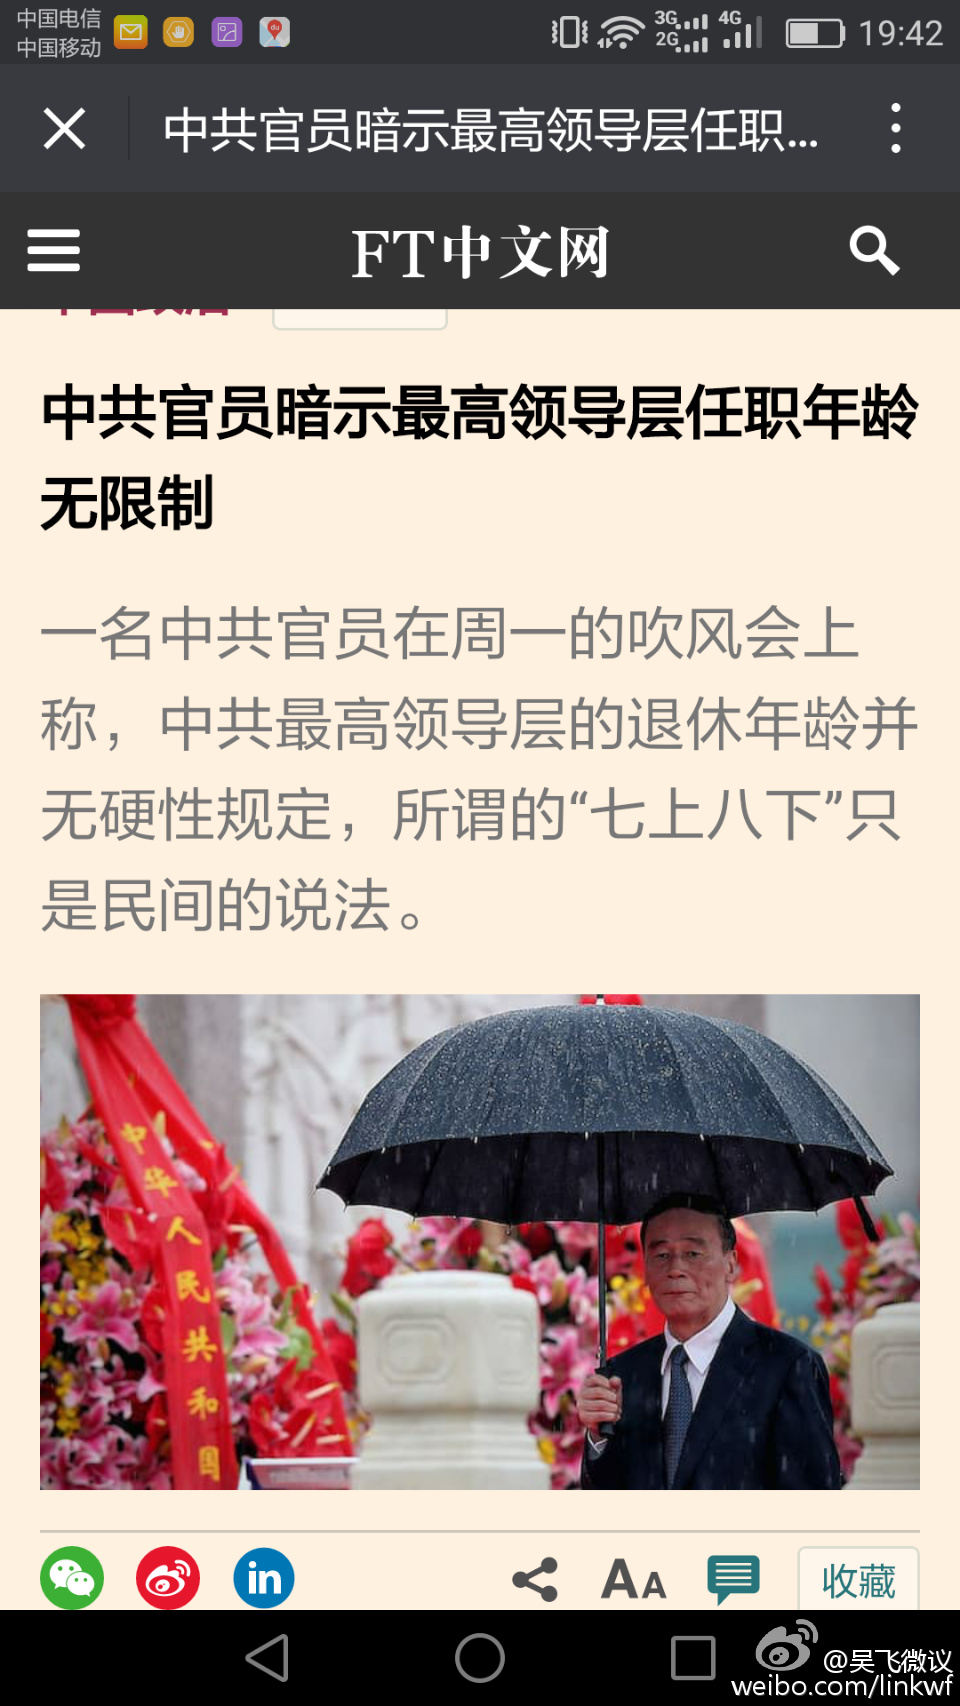 中国电信
中国移动
3G
2G
4G
19:42
中共官员暗示最高领导层任职...
FT中文网
中国政治
中共官员暗示最高领导层任职年龄
无限制
一名中共官员在周一的吹风会上
称，中共最高领导层的退休年龄并
无硬性规定，所谓的“七上八下”只
是民间的说法。
中华人民共和国
in
AA
收藏
@吴飞微议
weibo.com/linkwf